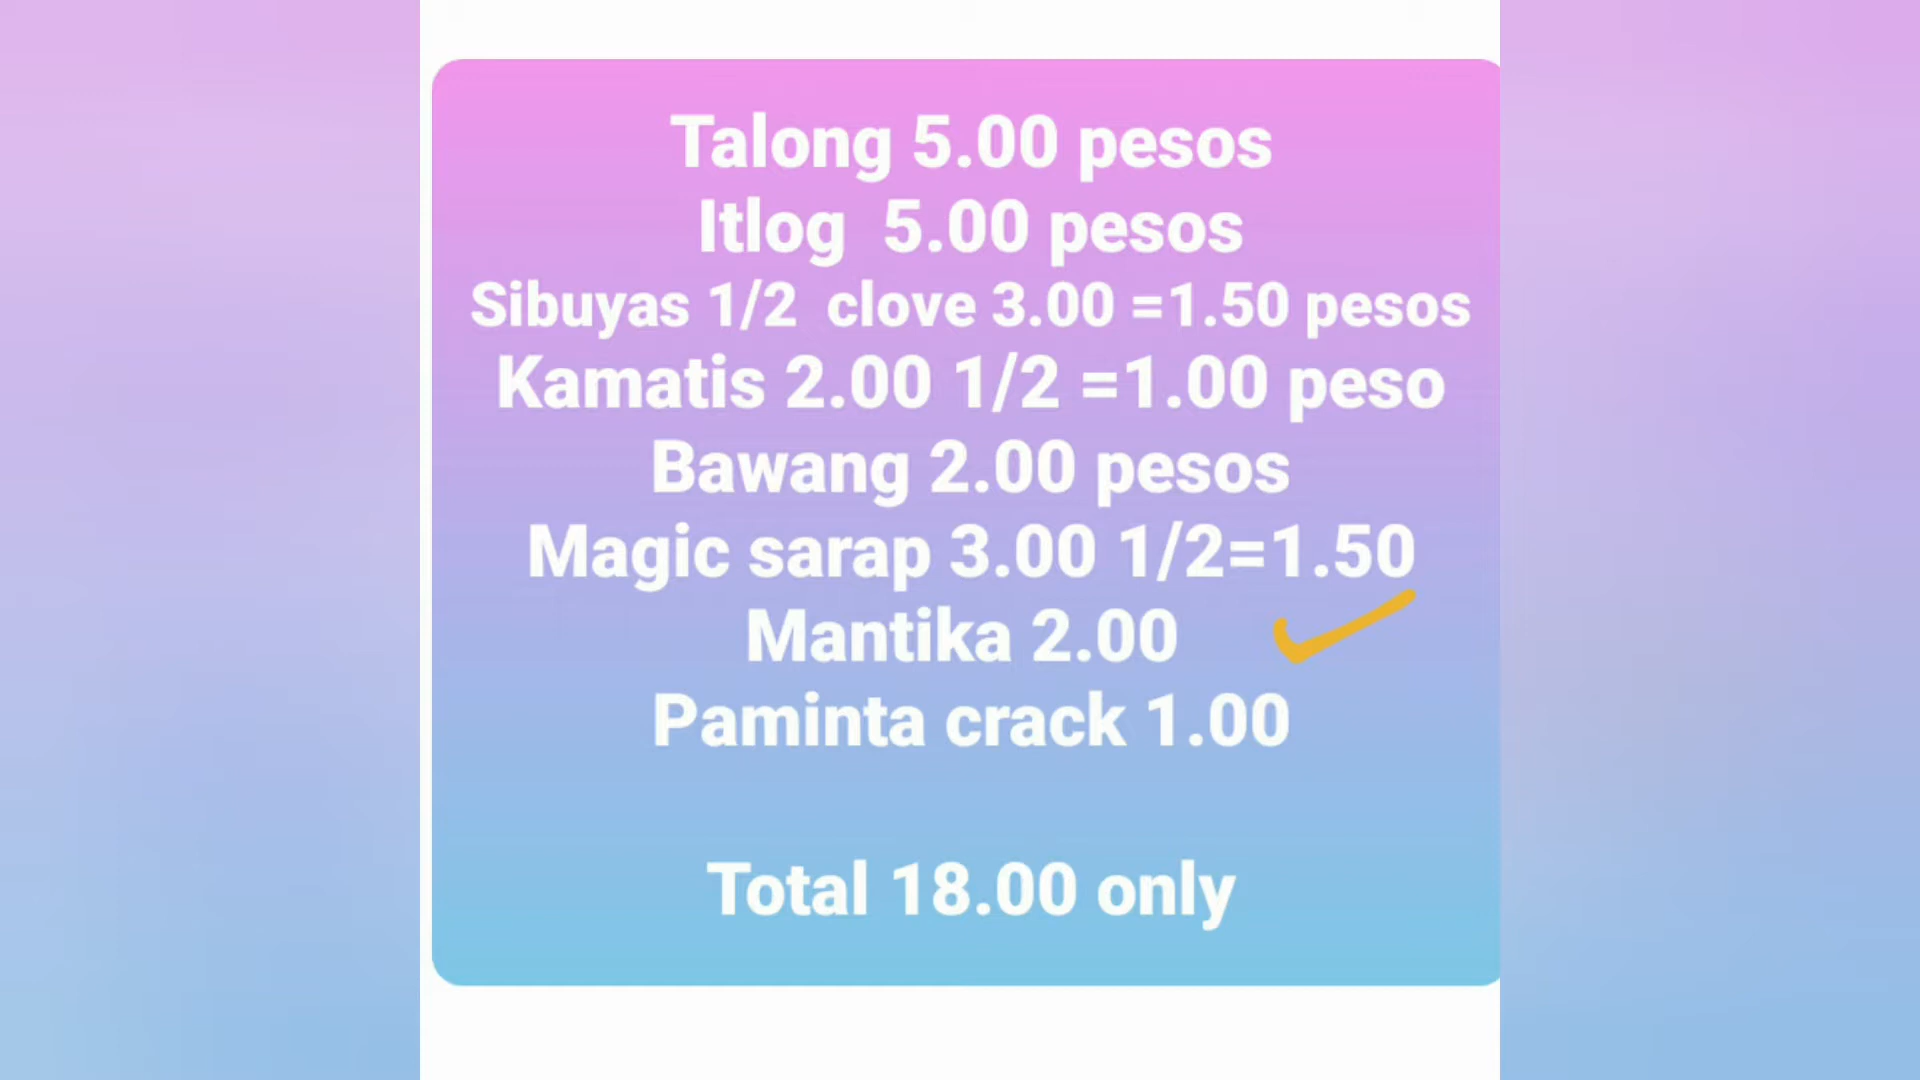 Talong 5.00 pesos
Itlog 5.00 pesos
Sibuyas 1/2 clove 3.00 =1.50 pesos
Kamatis 2.00 1/2 =1.00 peso
Bawang 2.00 pesos
Magic sarap 3.00 1/2=1.50
Mantika 2.00
Paminta crack 1.00
Total 18.00 only